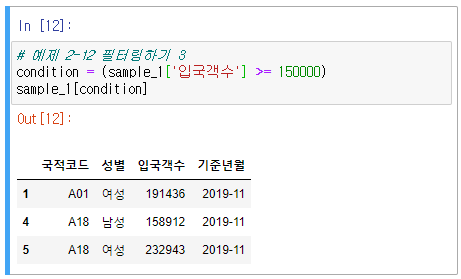 In [12]:
# 예제 2-12 필터링하기 3
condition = (sample_1['입국객수'] >= 150000)
sample_1[condition]
Out[12]:
국적코드 성별 입국객수 기준년월
1 A01 여성 191436 2019-11
4 A18 남성 158912 2019-11
5 A18 여성 232943 2019-11